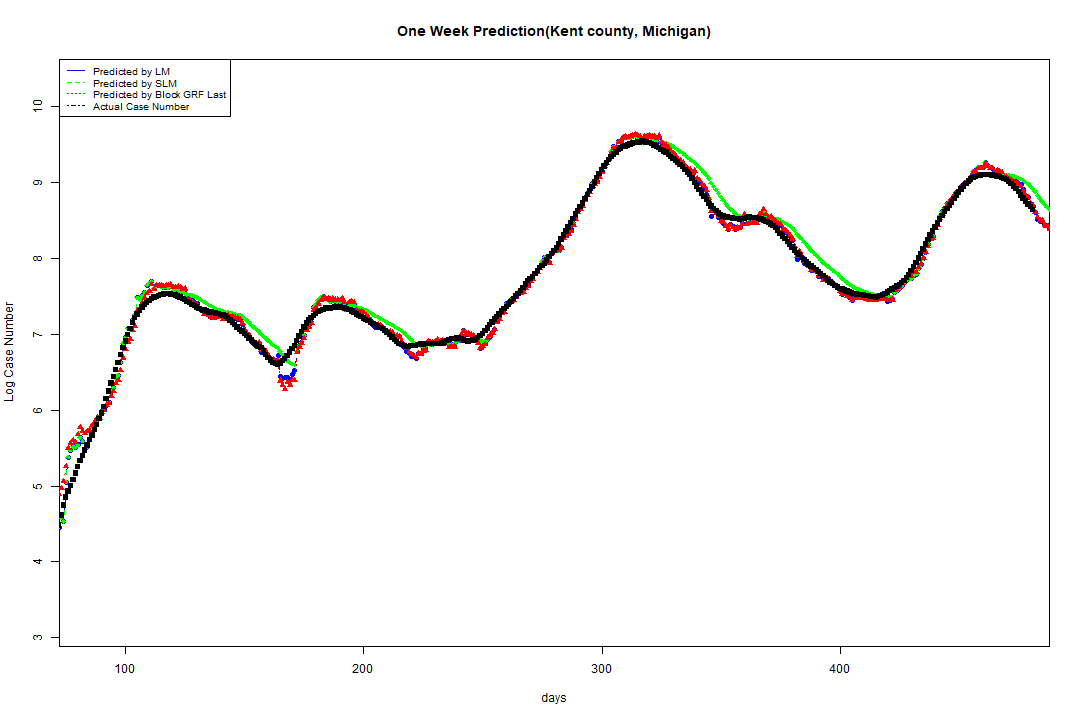 One Week Prediction(Kent county, Michigan)
Predicted by LM
Predicted by SLM
Predicted by Block GRF Last
Actual Case Number
10
9
8
7
6
5
4
3
Log Case Number
100 200 300 400
days